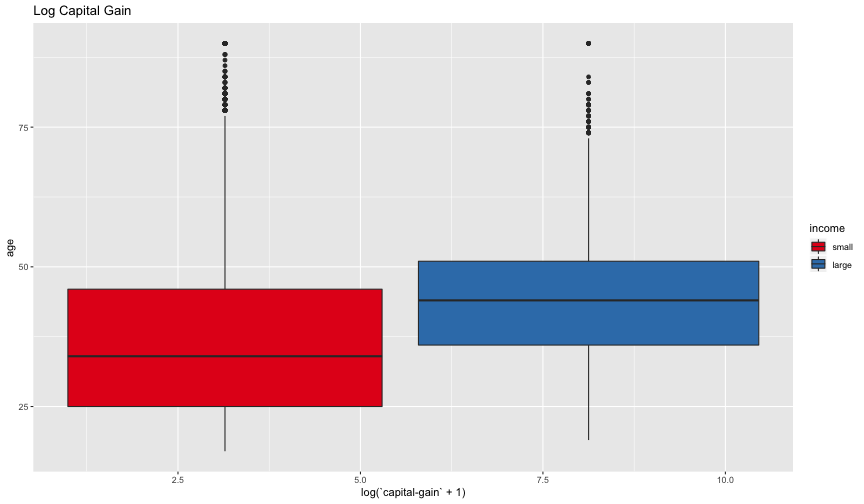 Log Capital Gain
75
50
25
age
2.5
5.0
7.5
10.0
log(`capital-gain` + 1)
income
small
large